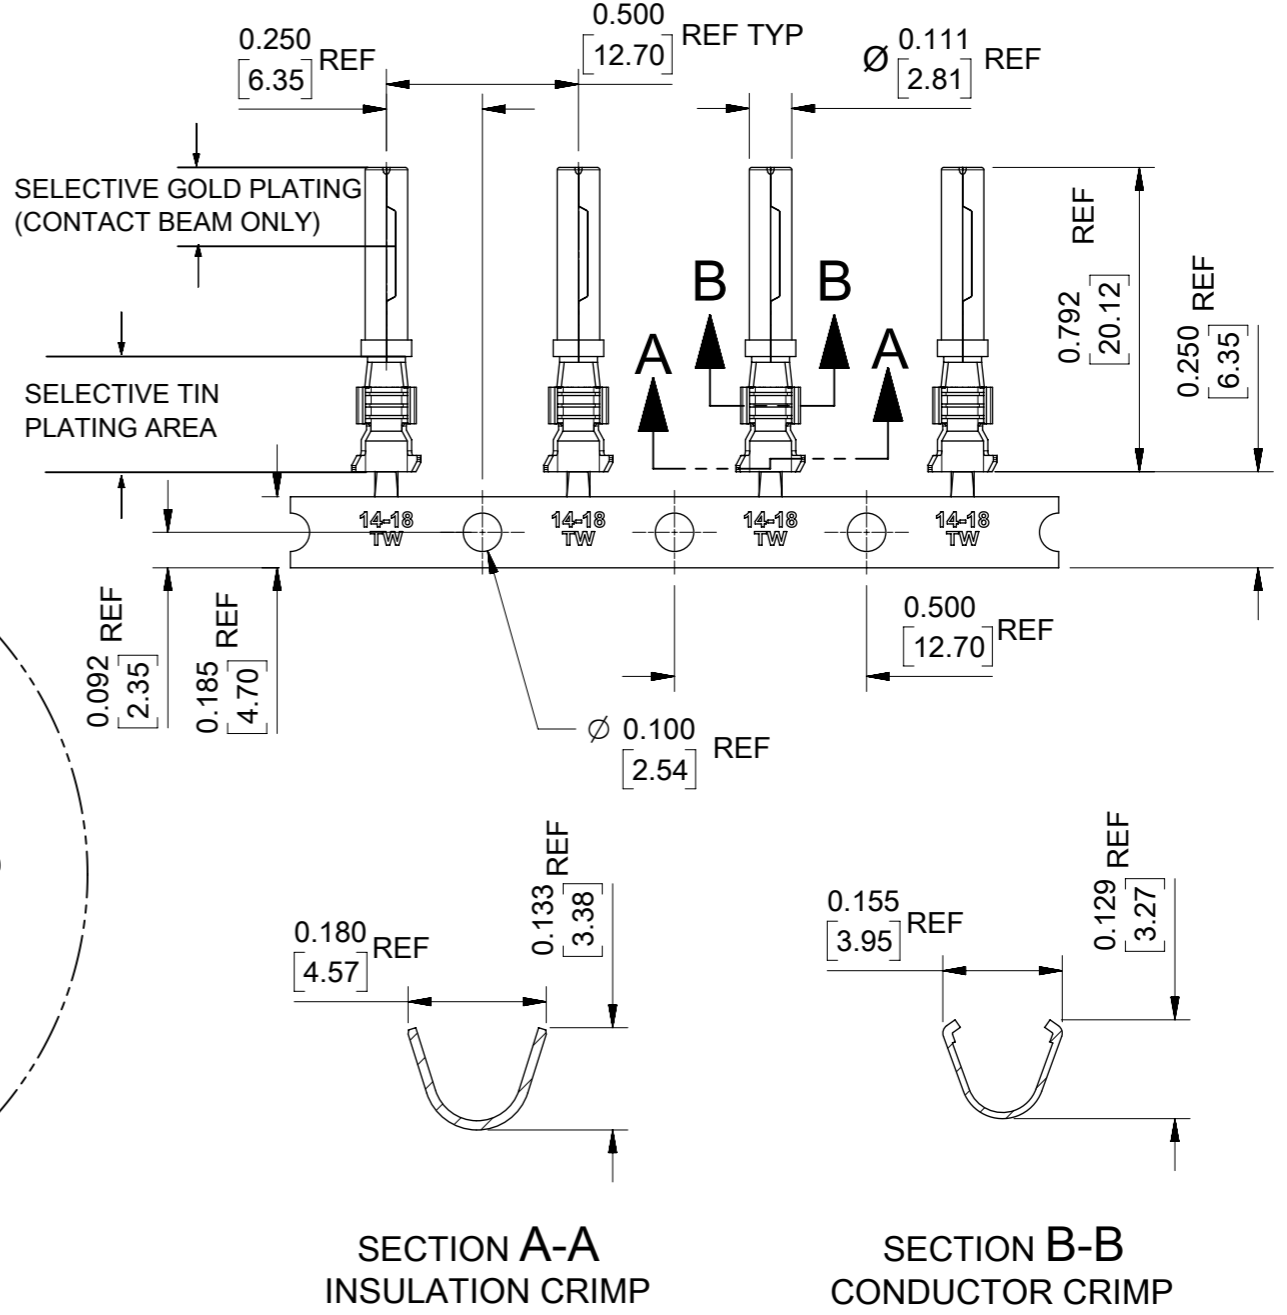 0.250
[6.35] REF
0.500
[12.70] REF TYP
Ø 0.111
[2.81] REF
SELECTIVE GOLD PLATING
(CONTACT BEAM ONLY)
B B
A A
0.792
[20.12] REF
0.250
[6.35] REF
SELECTIVE TIN
PLATING AREA
14-18 14-18 14-18 14-18
TW TW TW TW
0.092
[2.35] REF
0.185
[4.70] REF
0.500
[12.70] REF
Ø 0.100
[2.54] REF
0.180
[4.57] REF
0.133
[3.38] REF
0.155
[3.95] REF
0.129
[3.27] REF
SECTION A-A
INSULATION CRIMP
SECTION B-B
CONDUCTOR CRIMP